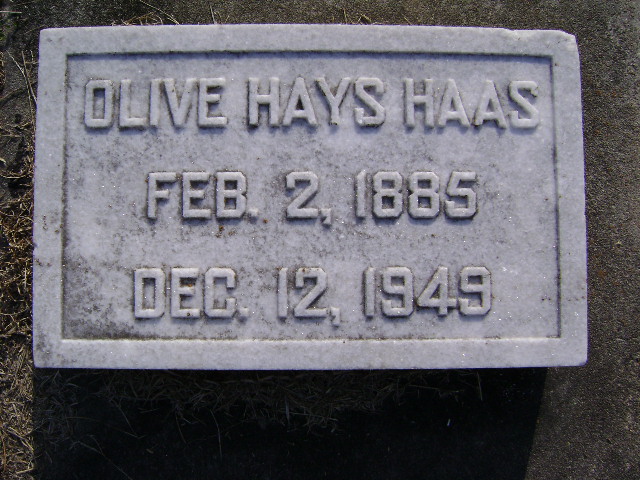 OLIVE HAYS HAAS
FEB. 2, 1885
DEC. 12, 1949